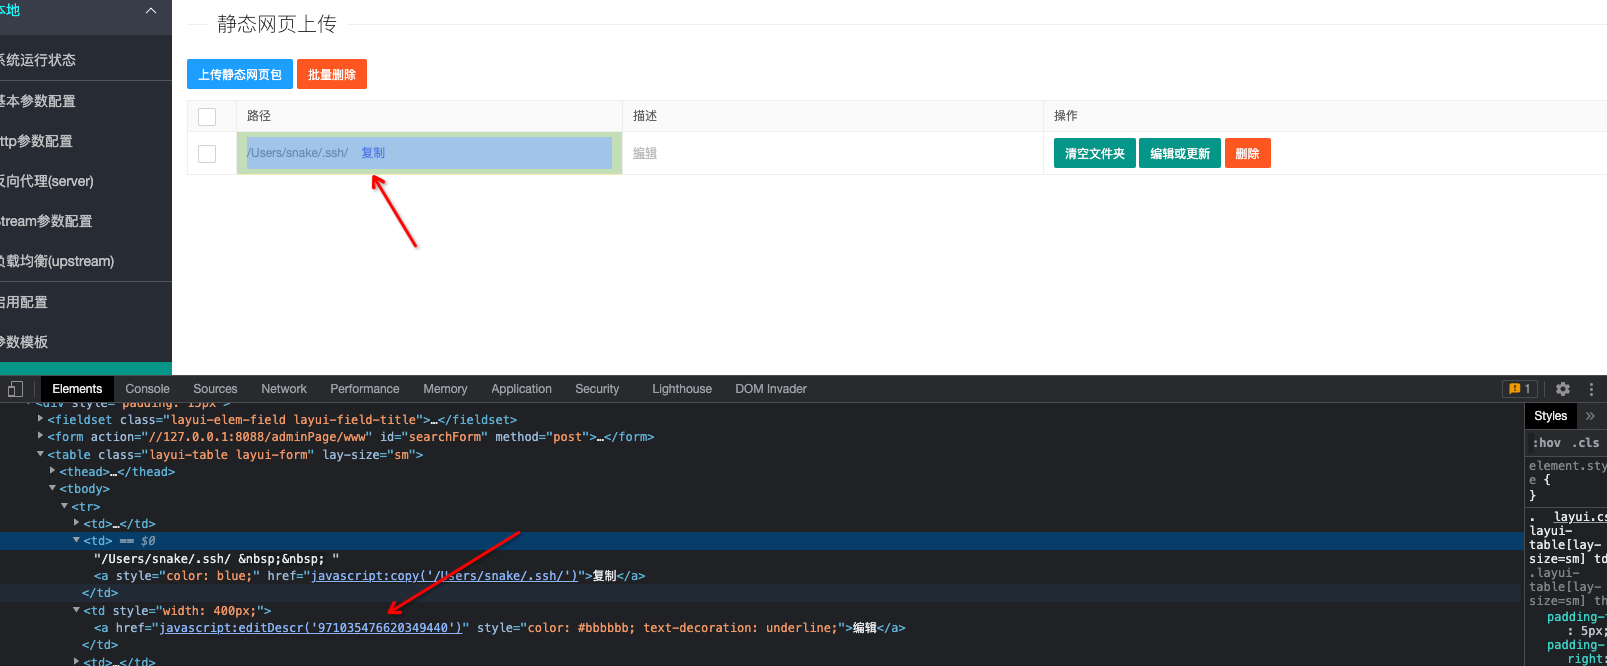 本地
静态网页上传
系统运行状态
上传静态网页包 批量删除
基本参数配置
路径 描述 操作
ttp参数配置
/Users/snake/.ssh/ 复制 编辑 清空文件夹 编辑或更新 删除
反向代理(server)
stream参数配置
负载均衡(upstream)
启用配置
参数模板
Elements Console Sources Network Performance Memory Application Security Lighthouse DOM Invader 1
<div style="padding: 15px">
<fieldset class="layui-elem-field layui-field-title">…</fieldset>
<form action="//127.0.0.1:8088/adminPage/www" id="searchForm" method="post">…</form>
<table class="layui-table layui-form" lay-size="sm">
<thead>…</thead>
<tbody>
<tr>
<td>…</td>
<td> == $0
"/Users/snake/.ssh/ &nbsp;&nbsp; "
<a style="color: blue;" href="javascript:copy('/Users/snake/.ssh/')">复制</a>
</td>
<td style="width: 400px;">
<a href="javascript:editDescr('971035476620349440')" style="color: #bbbbbb; text-decoration: underline;">编辑</a>
</td>
<td>…</td>
Styles »
:hov .cls
element.sty
e {
}
. layui.cs
layui-
table[lay-
size=sm] td
.layui-
table[lay-
size=sm] th
padding-
: 5px;
padding-
right: